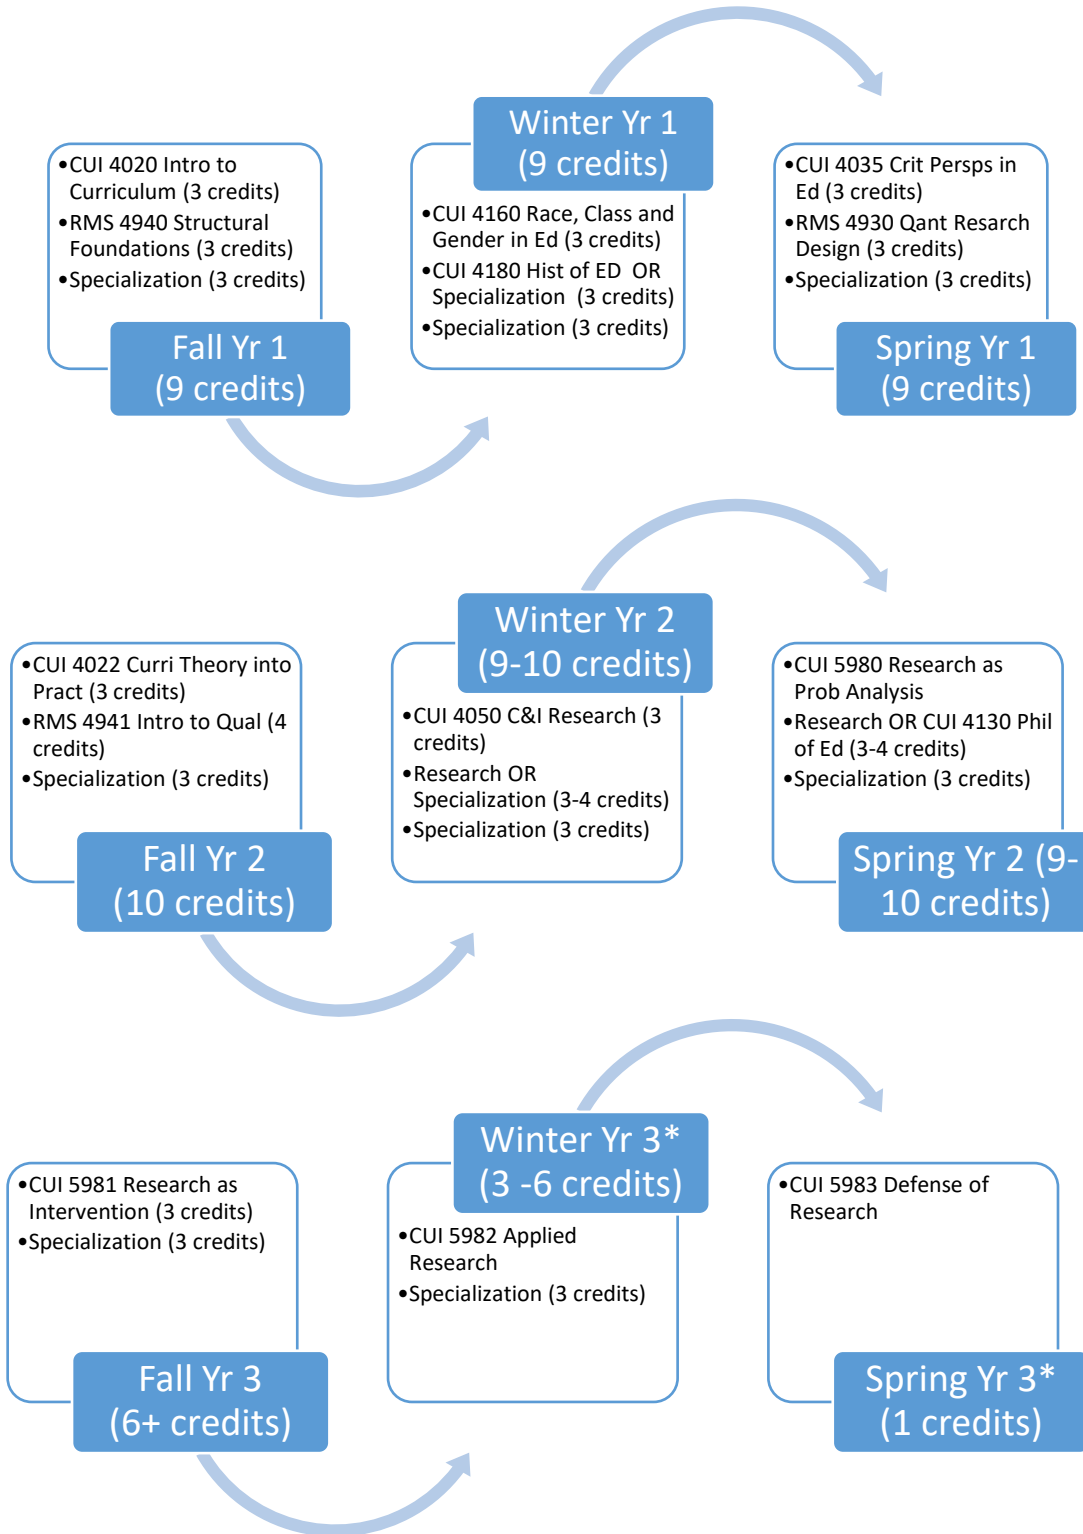 •CUI 4020 Intro to
Curriculum (3 credits)
•RMS 4940 Structural
Foundations (3 credits)
•Specialization (3 credits)
Fall Yr 1
(9 credits)
Winter Yr 1
(9 credits)
•CUI 4160 Race, Class and
Gender in Ed (3 credits)
•CUI 4180 Hist of ED  OR
Specialization  (3 credits)
•Specialization (3 credits)
•CUI 4035 Crit Persps in
Ed (3 credits)
•RMS 4930 Qant Resarch
Design (3 credits)
•Specialization (3 credits)
Spring Yr 1
(9 credits)
•CUI 4022 Curri Theory into
Pract (3 credits)
•RMS 4941 Intro to Qual (4
credits)
•Specialization (3 credits)
Fall Yr 2
(10 credits)
Winter Yr 2
(9-10 credits)
•CUI 4050 C&I Research (3
credits)
•Research OR
Specialization (3-4 credits)
•Specialization (3 credits)
•CUI 5980 Research as
Prob Analysis
•Research OR CUI 4130 Phil
of Ed (3-4 credits)
•Specialization (3 credits)
Spring Yr 2 (9-
10 credits)
•CUI 5981 Research as
Intervention (3 credits)
•Specialization (3 credits)
Fall Yr 3
(6+ credits)
Winter Yr 3*
(3 -6 credits)
•CUI 5982 Applied
Research
•Specialization (3 credits)
•CUI 5983 Defense of
Research
Spring Yr 3*
(1 credits)